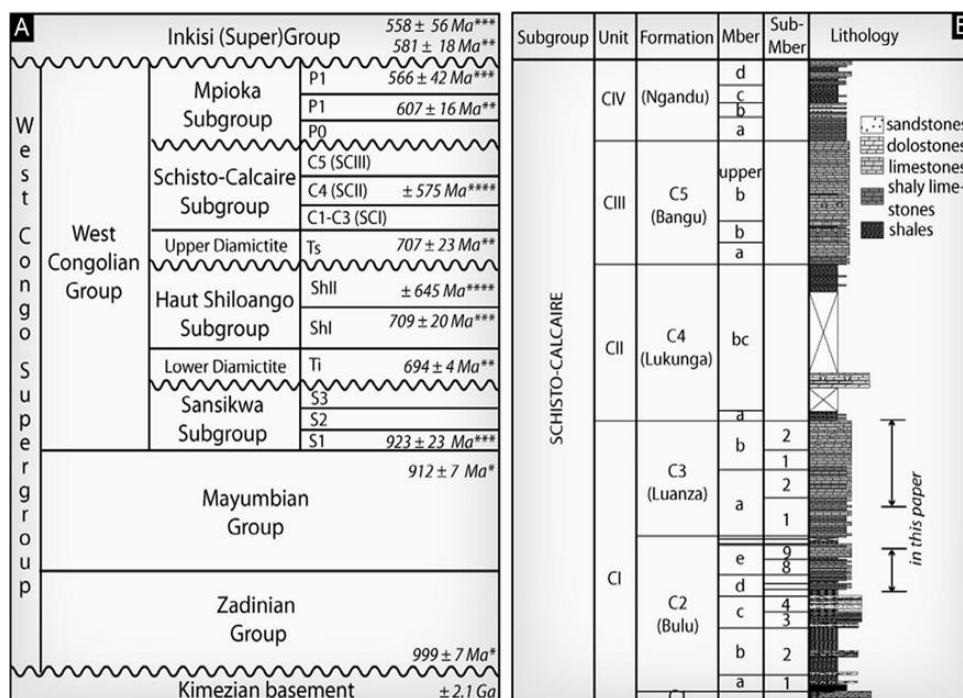 A
Inkisi (Super)Group
558 ± 56 Ma***
581 ± 18 Ma**
West Congo Supergroup
West
Congolian
Group
Mpioka
Subgroup
P1 566 ± 42 Ma***
P1 607 ± 16 Ma**
P0
Schisto-Calcaire
Subgroup
C5 (SCIII)
C4 (SCII) ± 575 Ma****
C1-C3 (SCI)
Upper Diamictite Ts 707 ± 23 Ma**
Haut Shiloango
Subgroup
ShII ± 645 Ma****
ShI 709 ± 20 Ma***
Lower Diamictite Ti 694 ± 4 Ma**
Sansikwa
Subgroup
S3
S2
S1 923 ± 23 Ma***
912 ± 7 Ma*
Mayumbian
Group
Zadinian
Group
999 ± 7 Ma*
Kimezian basement ± 2.1 Ga
Subgroup Unit Formation Mber Sub-Mber Lithology
SCHISTO-CALCAIRE
CIV (Ngandu)
d
c
b
a
CIII C5
(Bangu)
upper
b
b
a
CII C4
(Lukunga)
bc
a
CI
C3
(Luanza)
b
2
1
a
2
1
C2
(Bulu)
e
9
8
d
c
4
3
b
2
a
1
C1
sandstones
dolostones
limestones
shaly lime-
stones
shales
in this paper